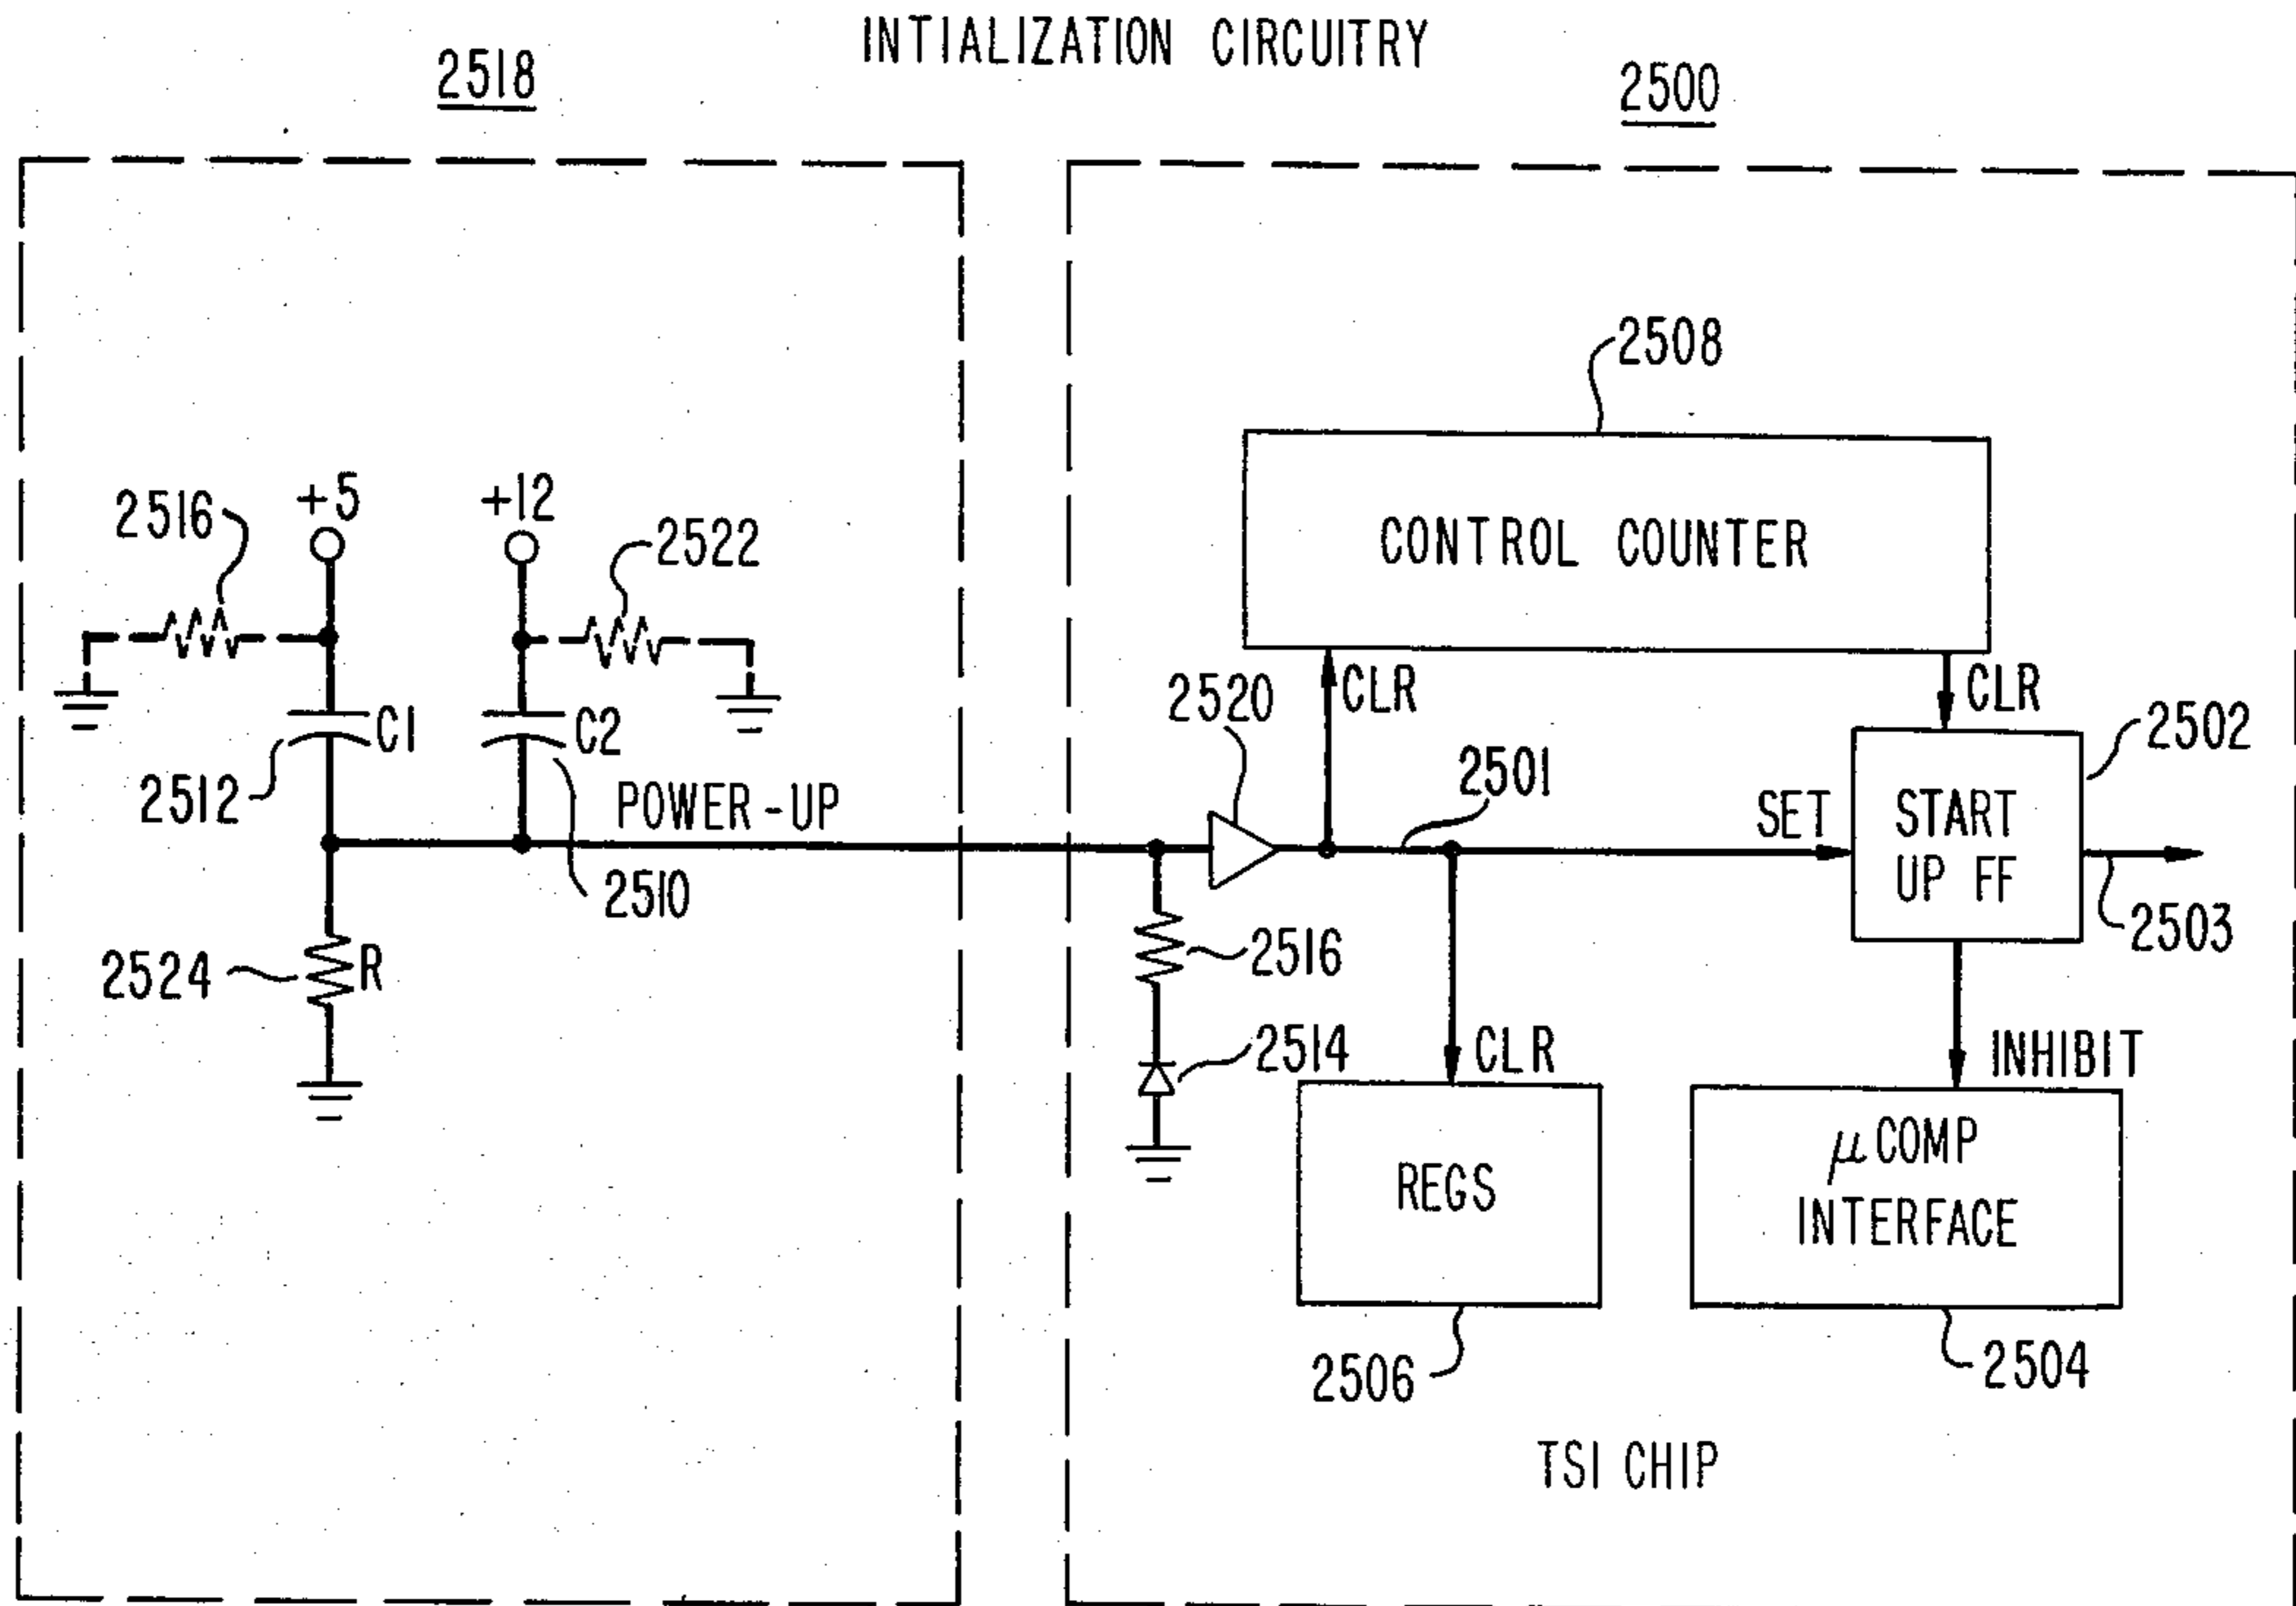 INTIALIZATION CIRCUITRY
2518
2500
2508
CONTROL COUNTER
2516
+5
+12
2522
C1
C2
2512
POWER-UP
2510
2524
R
2520
CLR
2501
CLR
2502
SET
START
UP FF
2503
2516
2514
CLR
INHIBIT
REGS
μCOMP
INTERFACE
2506
2504
TSI CHIP